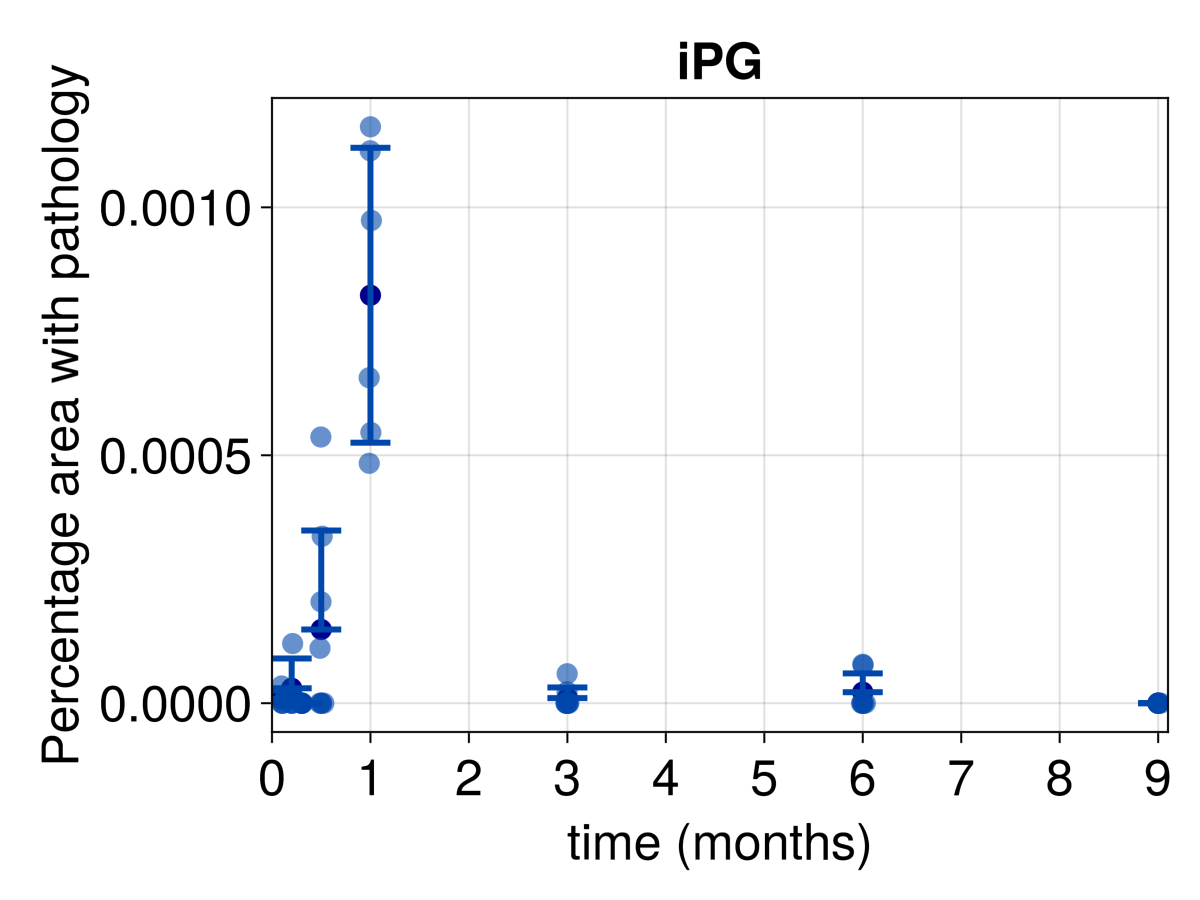 iPG
Percentage area with pathology
0.0010
0.0005
0.0000
0 1 2 3 4 5 6 7 8 9
time (months)